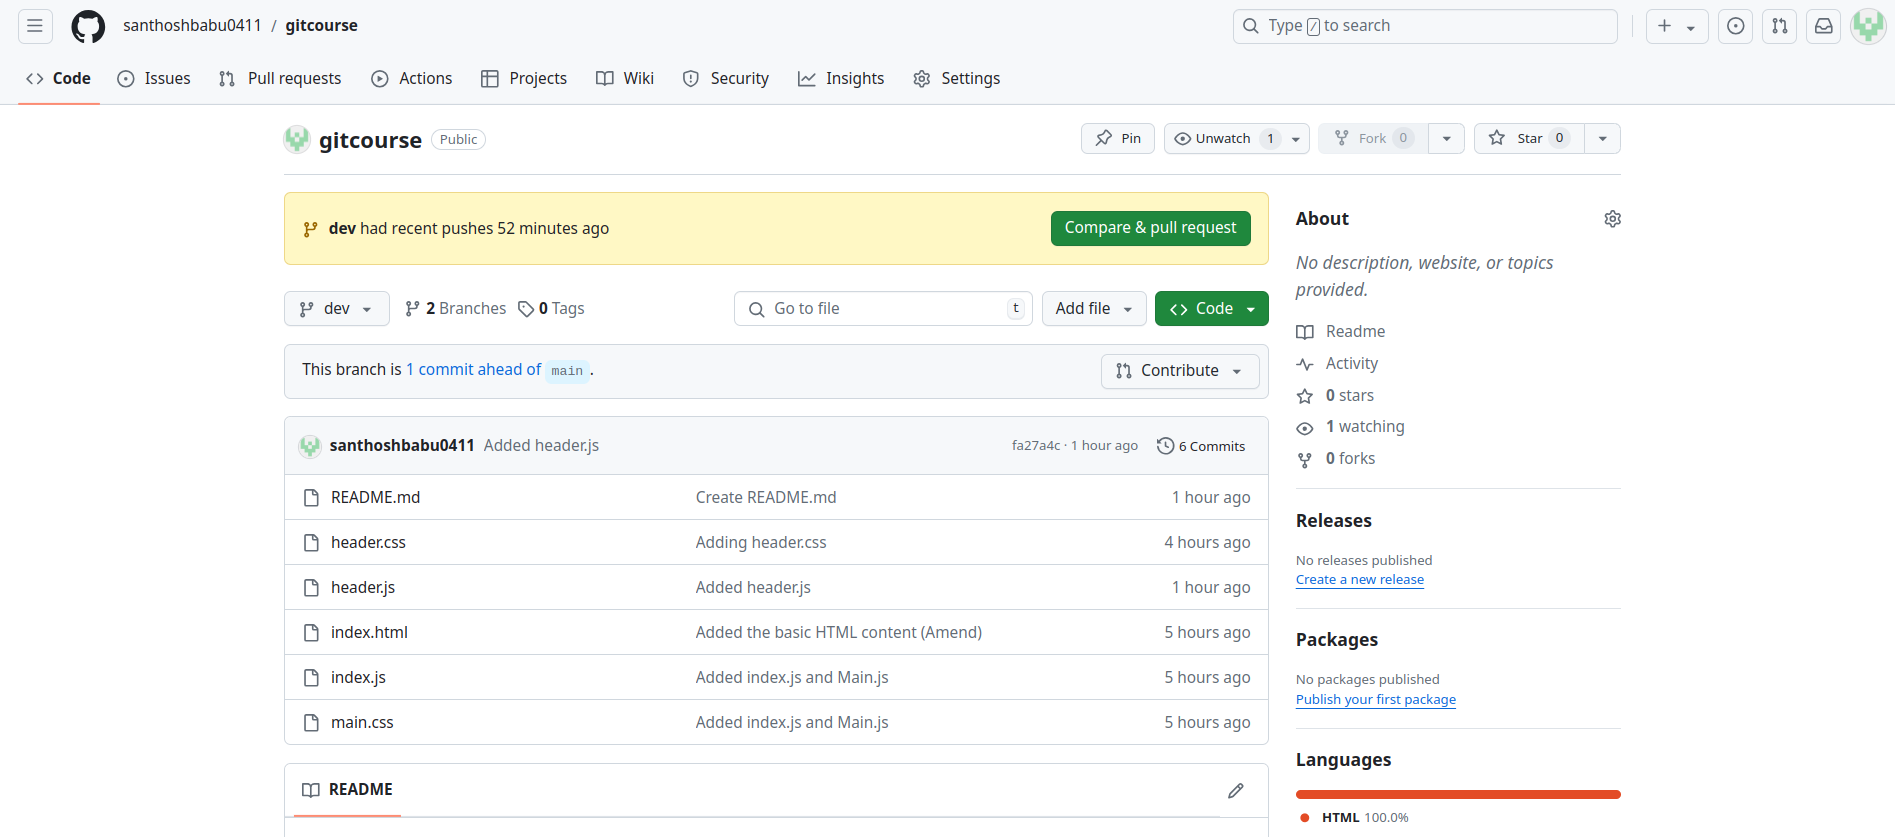 santhoshbabu0411 / gitcourse
Type / to search
Code Issues Pull requests Actions Projects Wiki Security Insights Settings
gitcourse Public
Pin Unwatch 1 Fork 0 Star 0
dev had recent pushes 52 minutes ago
Compare & pull request
dev 2 Branches 0 Tags
Go to file t
Add file
Code
This branch is 1 commit ahead of main.
Contribute
santhoshbabu0411 Added header.js fa27a4c · 1 hour ago 6 Commits
README.md Create README.md 1 hour ago
header.css Adding header.css 4 hours ago
header.js Added header.js 1 hour ago
index.html Added the basic HTML content (Amend) 5 hours ago
index.js Added index.js and Main.js 5 hours ago
main.css Added index.js and Main.js 5 hours ago
README
About
No description, website, or topics
provided.
Readme
Activity
0 stars
1 watching
0 forks
Releases
No releases published
Create a new release
Packages
No packages published
Publish your first package
Languages
HTML 100.0%